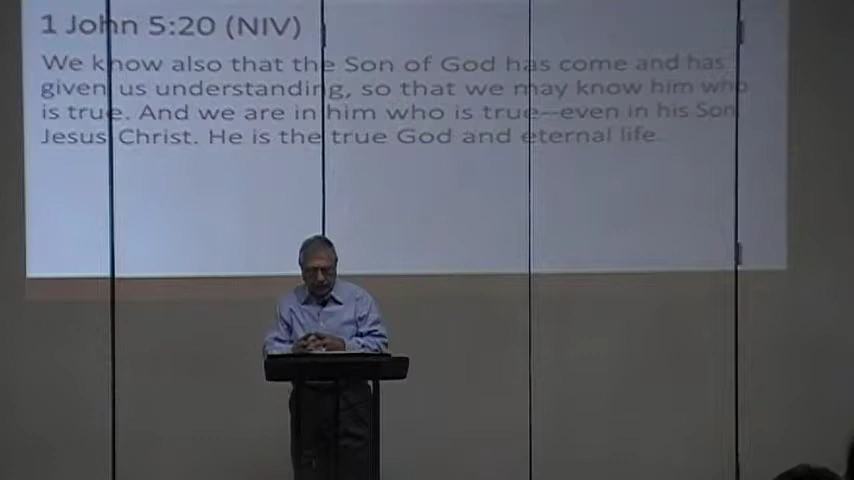 1 John 5:20 (NIV)
We know also that the Son of God has come and has
given us understanding, so that we may know him who
is true. And we are in him who is true—even in his Son
Jesus Christ. He is the true God and eternal life.